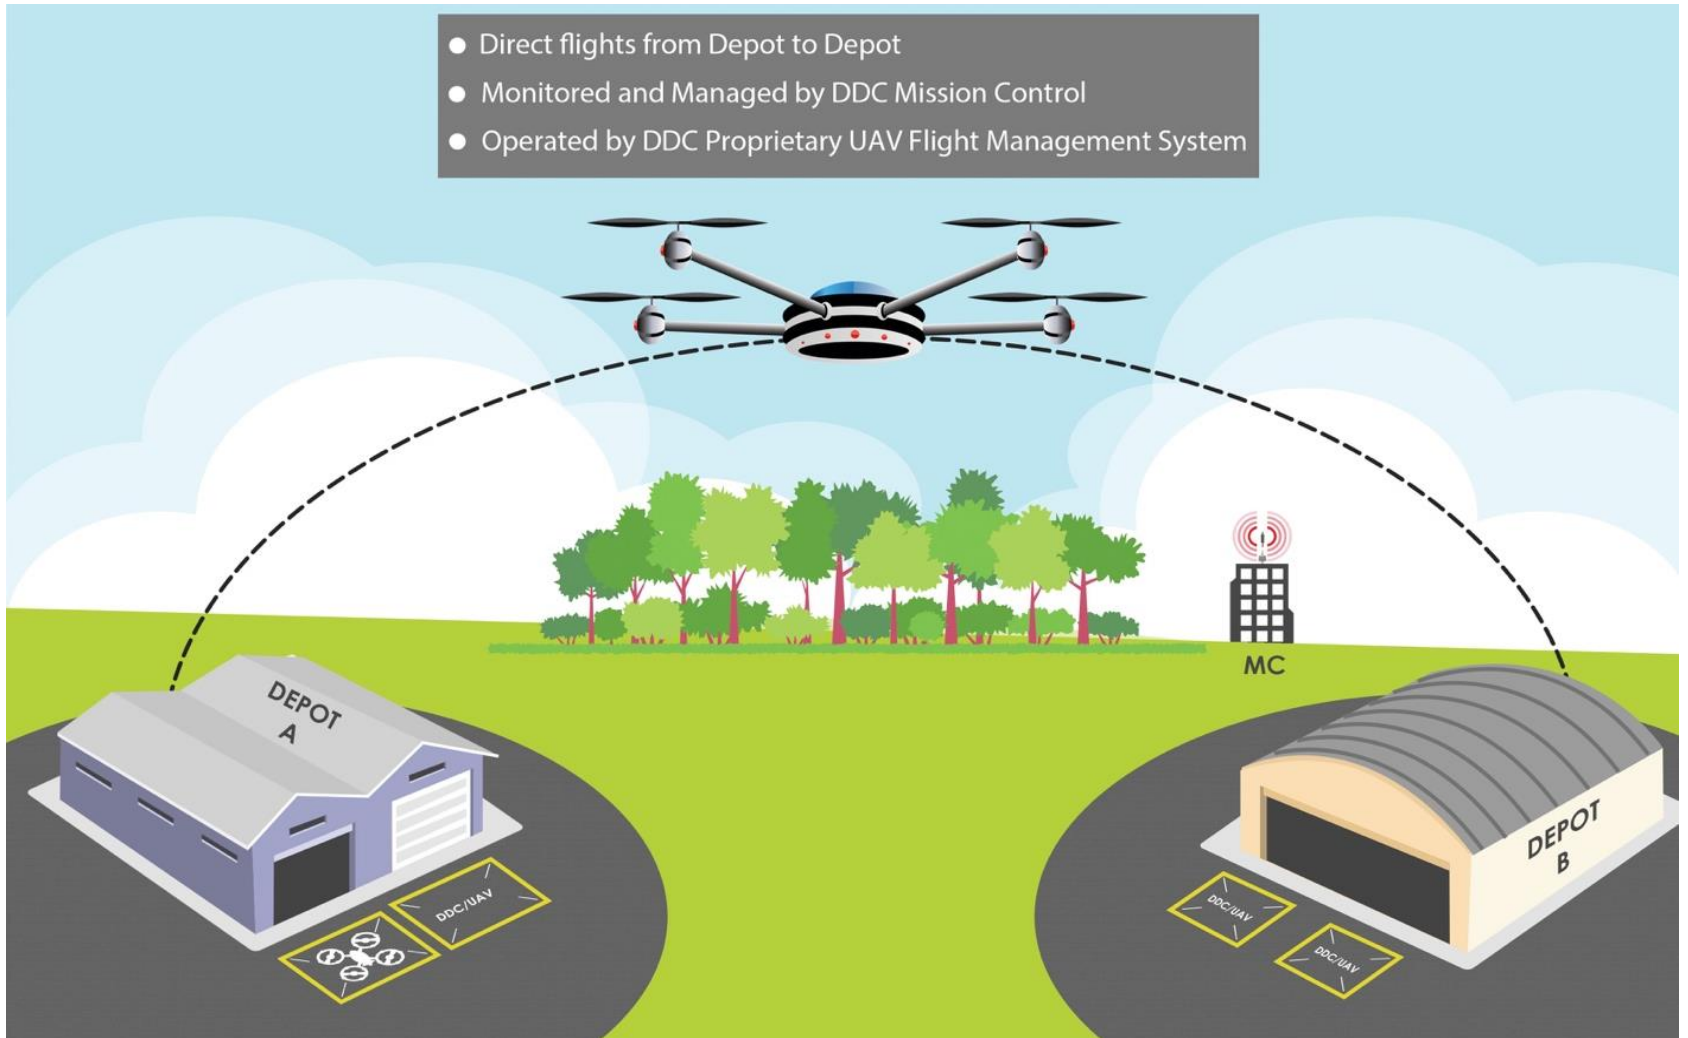 Direct flights from Depot to Depot
Monitored and Managed by DDC Mission Control
Operated by DDC Proprietary UAV Flight Management System
MC
DEPOT
A
DEPOT
B
DDC/UAV
DDC/UAV
DDC/UAV